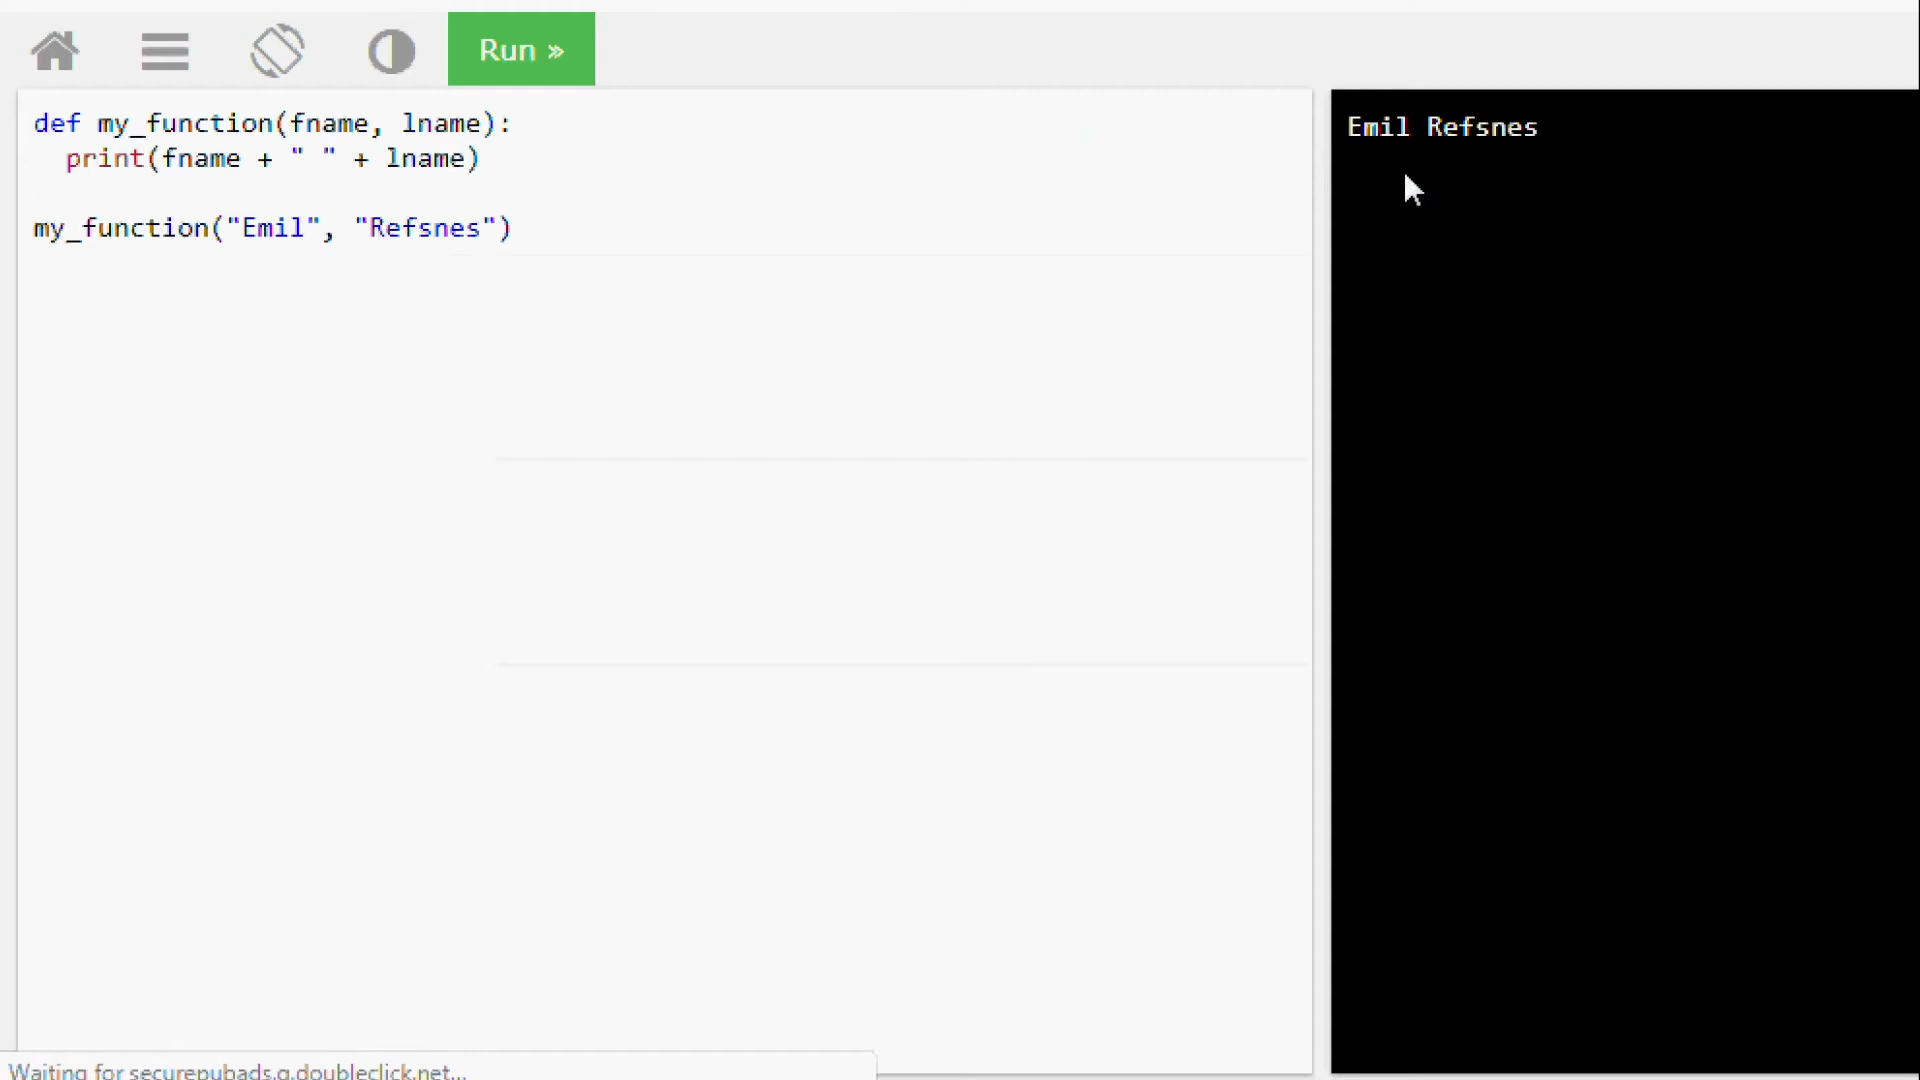 Run »
def my_function(fname, lname):
  print(fname + " " + lname)
my_function("Emil", "Refsnes")
Emil Refsnes
Waiting for securepubads.g.doubleclick.net...